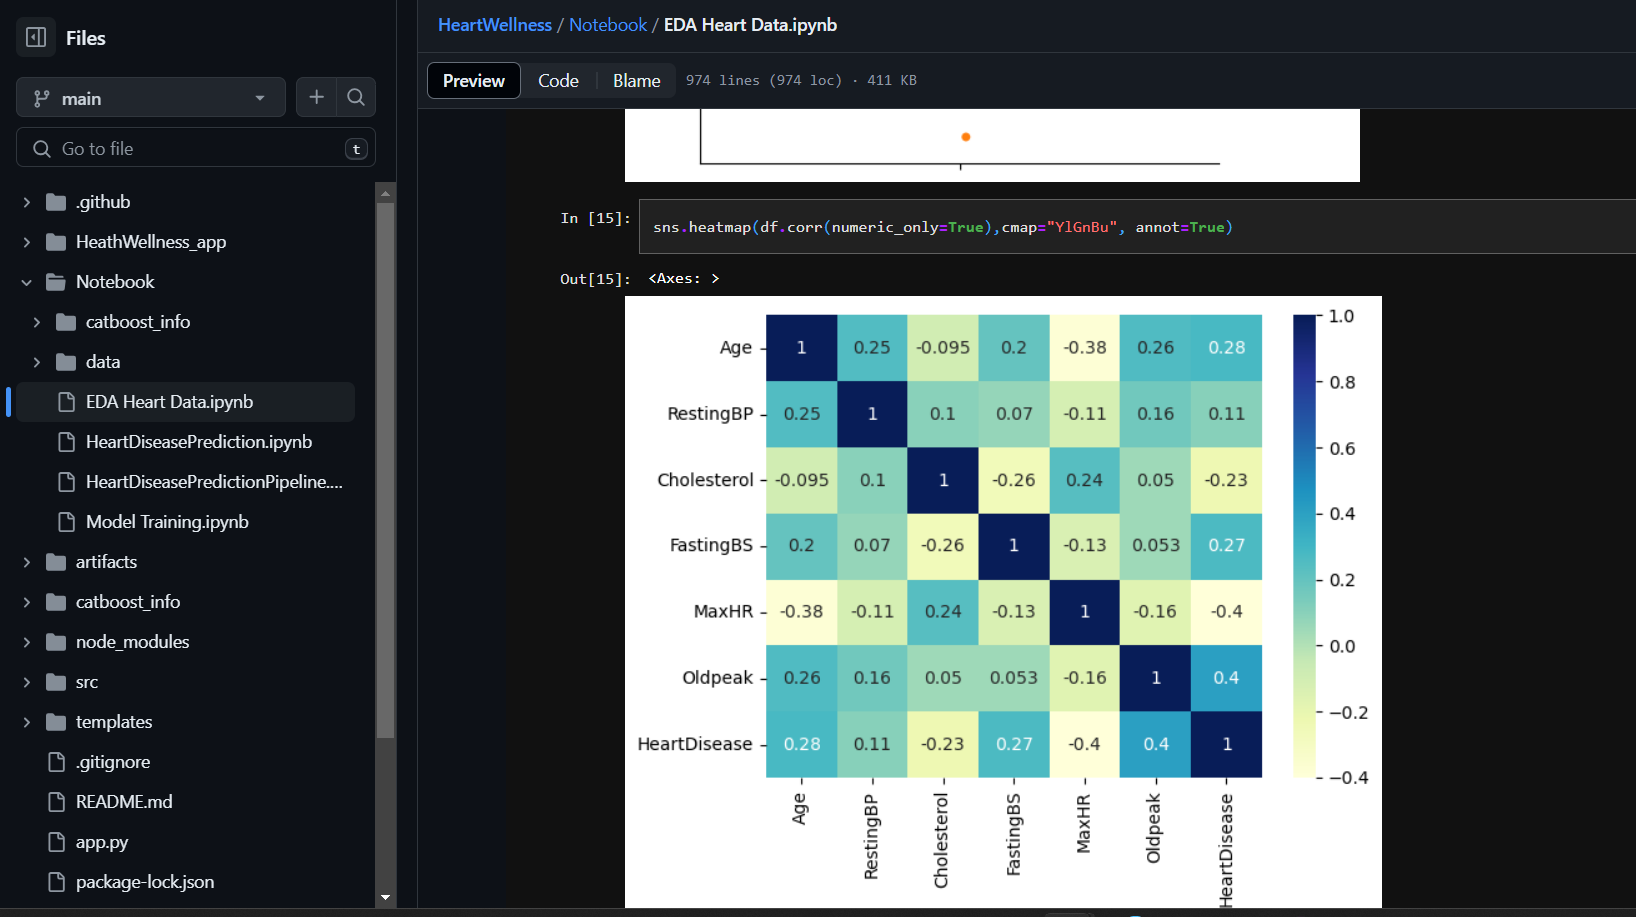 Files
main
Go to file
t
.github
HeathWellness_app
Notebook
catboost_info
data
EDA Heart Data.ipynb
HeartDiseasePrediction.ipynb
HeartDiseasePredictionPipeline....
Model Training.ipynb
artifacts
catboost_info
node_modules
src
templates
.gitignore
README.md
app.py
package-lock.json
HeartWellness / Notebook / EDA Heart Data.ipynb
Preview Code Blame 974 lines (974 loc) · 411 KB
In [15]: sns.heatmap(df.corr(numeric_only=True),cmap="YlGnBu", annot=True)
Out[15]: <Axes: >
Age 1 0.25 -0.095 0.2 -0.38 0.26 0.28
RestingBP 0.25 1 0.1 0.07 -0.11 0.16 0.11
Cholesterol -0.095 0.1 1 -0.26 0.24 0.05 -0.23
FastingBS 0.2 0.07 -0.26 1 -0.13 0.053 0.27
MaxHR -0.38 -0.11 0.24 -0.13 1 -0.16 -0.4
Oldpeak 0.26 0.16 0.05 0.053 -0.16 1 0.4
HeartDisease 0.28 0.11 -0.23 0.27 -0.4 0.4 1
Age RestingBP Cholesterol FastingBS MaxHR Oldpeak HeartDisease
1.0
0.8
0.6
0.4
0.2
0.0
−0.2
−0.4